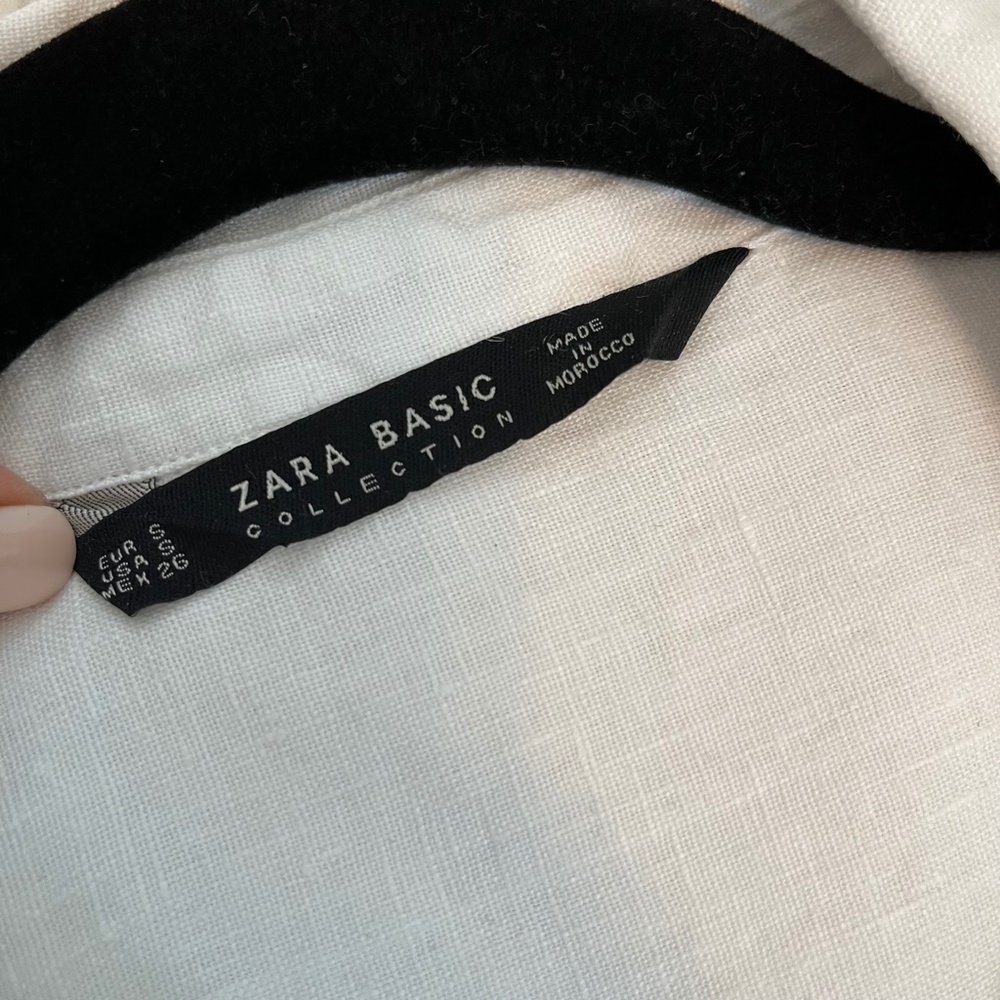 EUR S
USA S
MEX 26
ZARA BASIC
COLLECTION
MADE
IN
MOROCCO